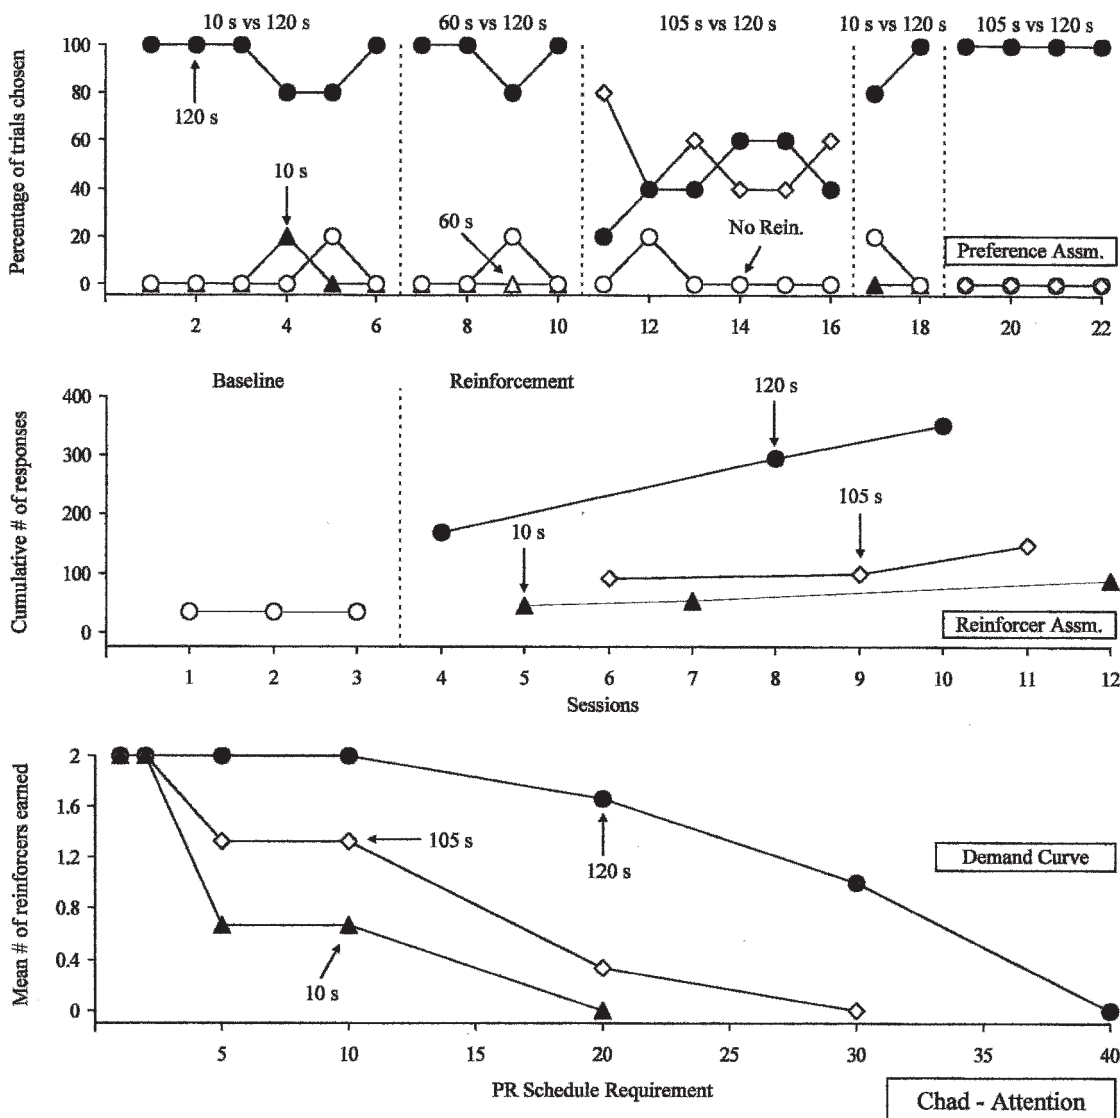 10 s vs 120 s 60 s vs 120 s 105 s vs 120 s 10 s vs 120 s 105 s vs 120 s
Percentage of trials chosen
100
80
60
40
20
0
120 s
10 s
60 s
No Rein.
Preference Assm.
2 4 6 8 10 12 14 16 18 20 22
Baseline Reinforcement
Cumulative # of responses
400
300
200
100
0
120 s
105 s
10 s
Reinforcer Assm.
1 2 3 4 5 6 7 8 9 10 11 12
Sessions
Mean # of reinforcers earned
2
1.6
1.2
0.8
0.4
0
105 s
120 s
10 s
Demand Curve
5 10 15 20 25 30 35 40
PR Schedule Requirement
Chad - Attention